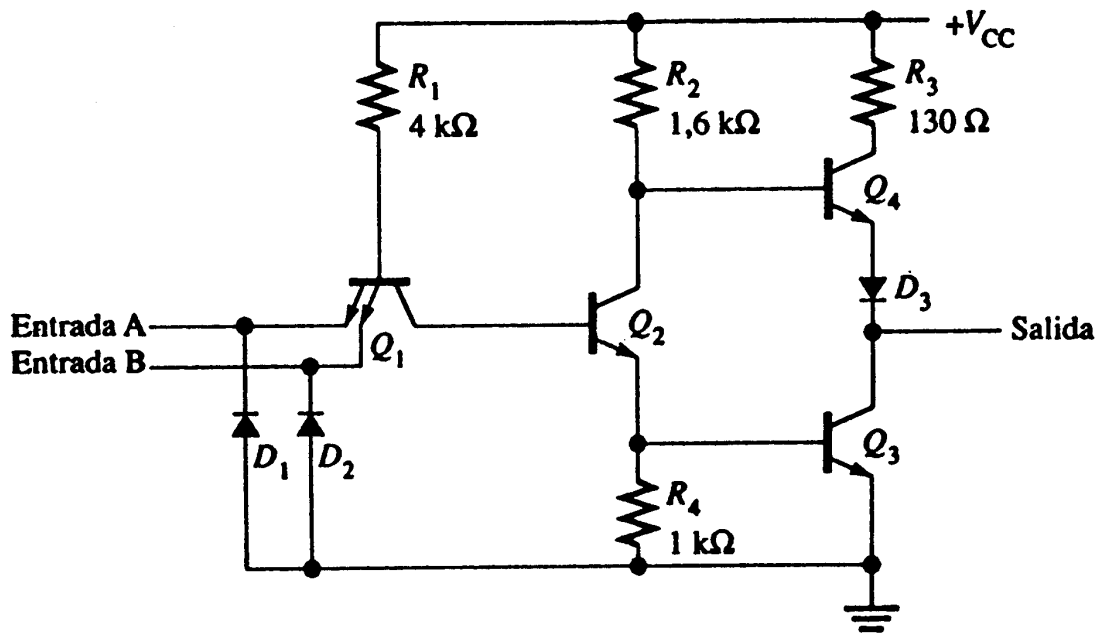 +V_CC
R_1
4 kΩ
R_2
1,6 kΩ
R_3
130 Ω
Q_4
D_3
Entrada A
Entrada B
Q_1
Q_2
Salida
D_1
D_2
Q_3
R_4
1 kΩ